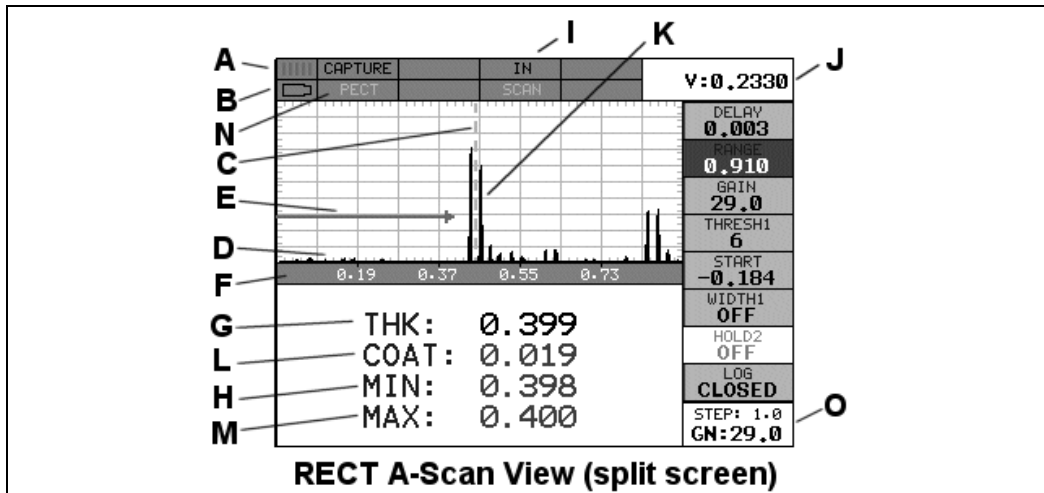 I
K
A
CAPTURE
IN
J
V:0.2330
B
PECT
SCAN
N
DELAY
0.003
C
RANGE
0.910
E
GAIN
29.0
THRESH1
6
D
START
-0.184
F
0.19 0.37 0.55 0.73
WIDTH1
OFF
G
THK: 0.399
HOLD2
OFF
L
COAT: 0.019
LOG
CLOSED
H
MIN: 0.398
M
MAX: 0.400
STEP: 1.0
GN:29.0
O
RECT A-Scan View (split screen)